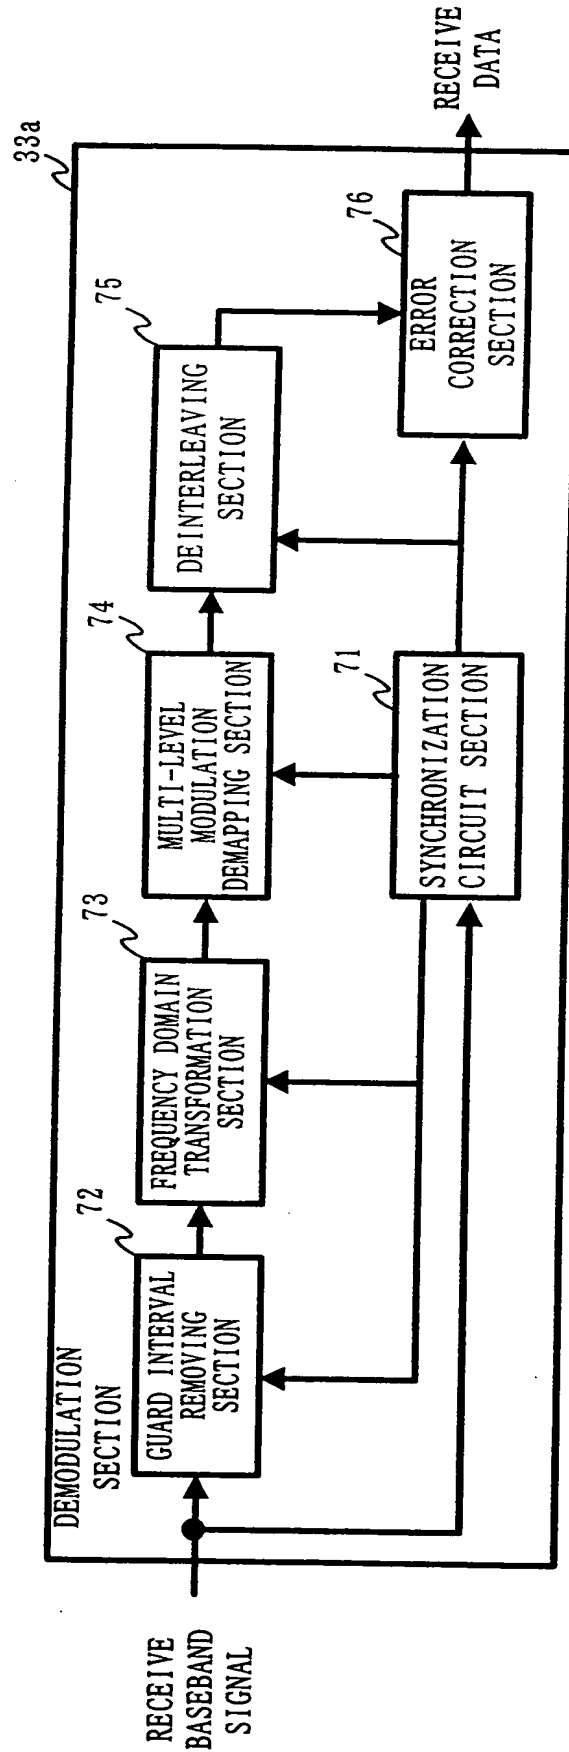 33a
DEMODULATION
SECTION
RECEIVE
BASEBAND
SIGNAL
72
GUARD INTERVAL
REMOVING
SECTION
73
FREQUENCY DOMAIN
TRANSFORMATION
SECTION
74
MULTI-LEVEL
MODULATION
DEMAPPING SECTION
75
DEINTERLEAVING
SECTION
71
SYNCHRONIZATION
CIRCUIT SECTION
76
ERROR
CORRECTION
SECTION
RECEIVE
DATA